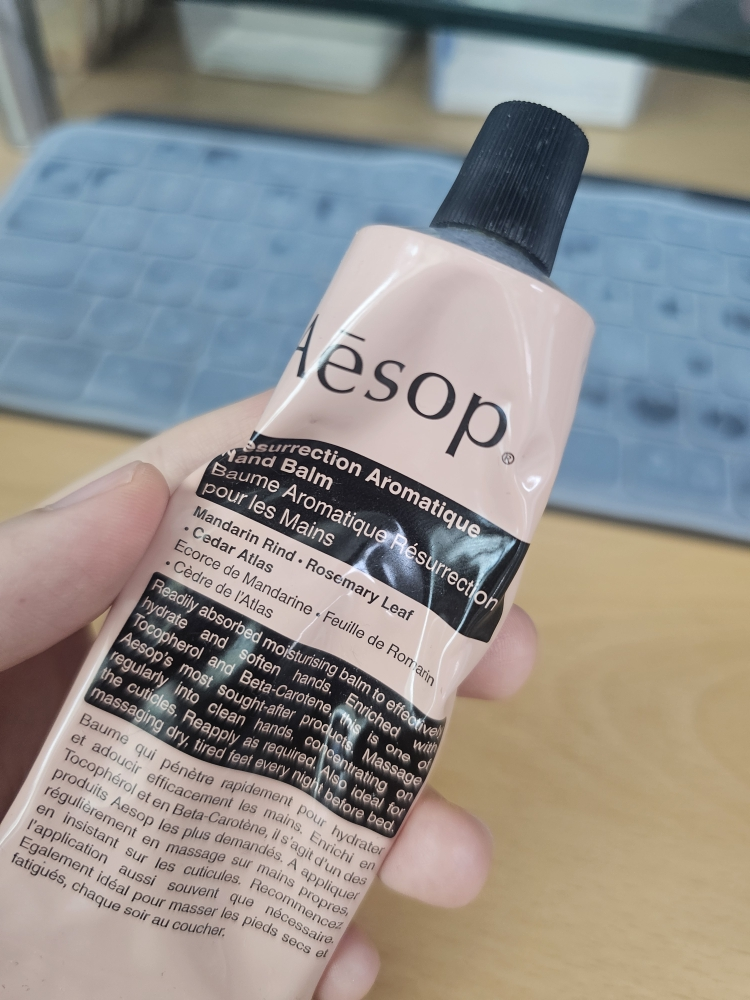 Aēsop®
Resurrection Aromatique
Hand Balm
Baume Aromatique Résurrection
pour les Mains
Mandarin Rind • Rosemary Leaf
• Cedar Atlas
Ecorce de Mandarine • Feuille de Romarin
• Cèdre de l'Atlas
Readily absorbed moisturising balm to effectively
hydrate and soften hands. Enriched with
Tocopherol and Beta-Carotene, this is one of
Aesop's most sought-after products. Massage
regularly into clean hands, concentrating on
the cuticles. Reapply as required. Also ideal for
massaging dry, tired feet every night before bed.
Baume qui pénètre rapidement pour hydrater
et adoucir efficacement les mains. Enrichi en
Tocophérol et en Beta-Carotène, il s'agit d'un des
produits Aesop les plus demandés. A appliquer
régulièrement en massage sur mains propres,
en insistant sur les cuticules. Recommencez
l'application aussi souvent que nécessaire.
Egalement idéal pour masser les pieds secs et
fatigués, chaque soir au coucher.